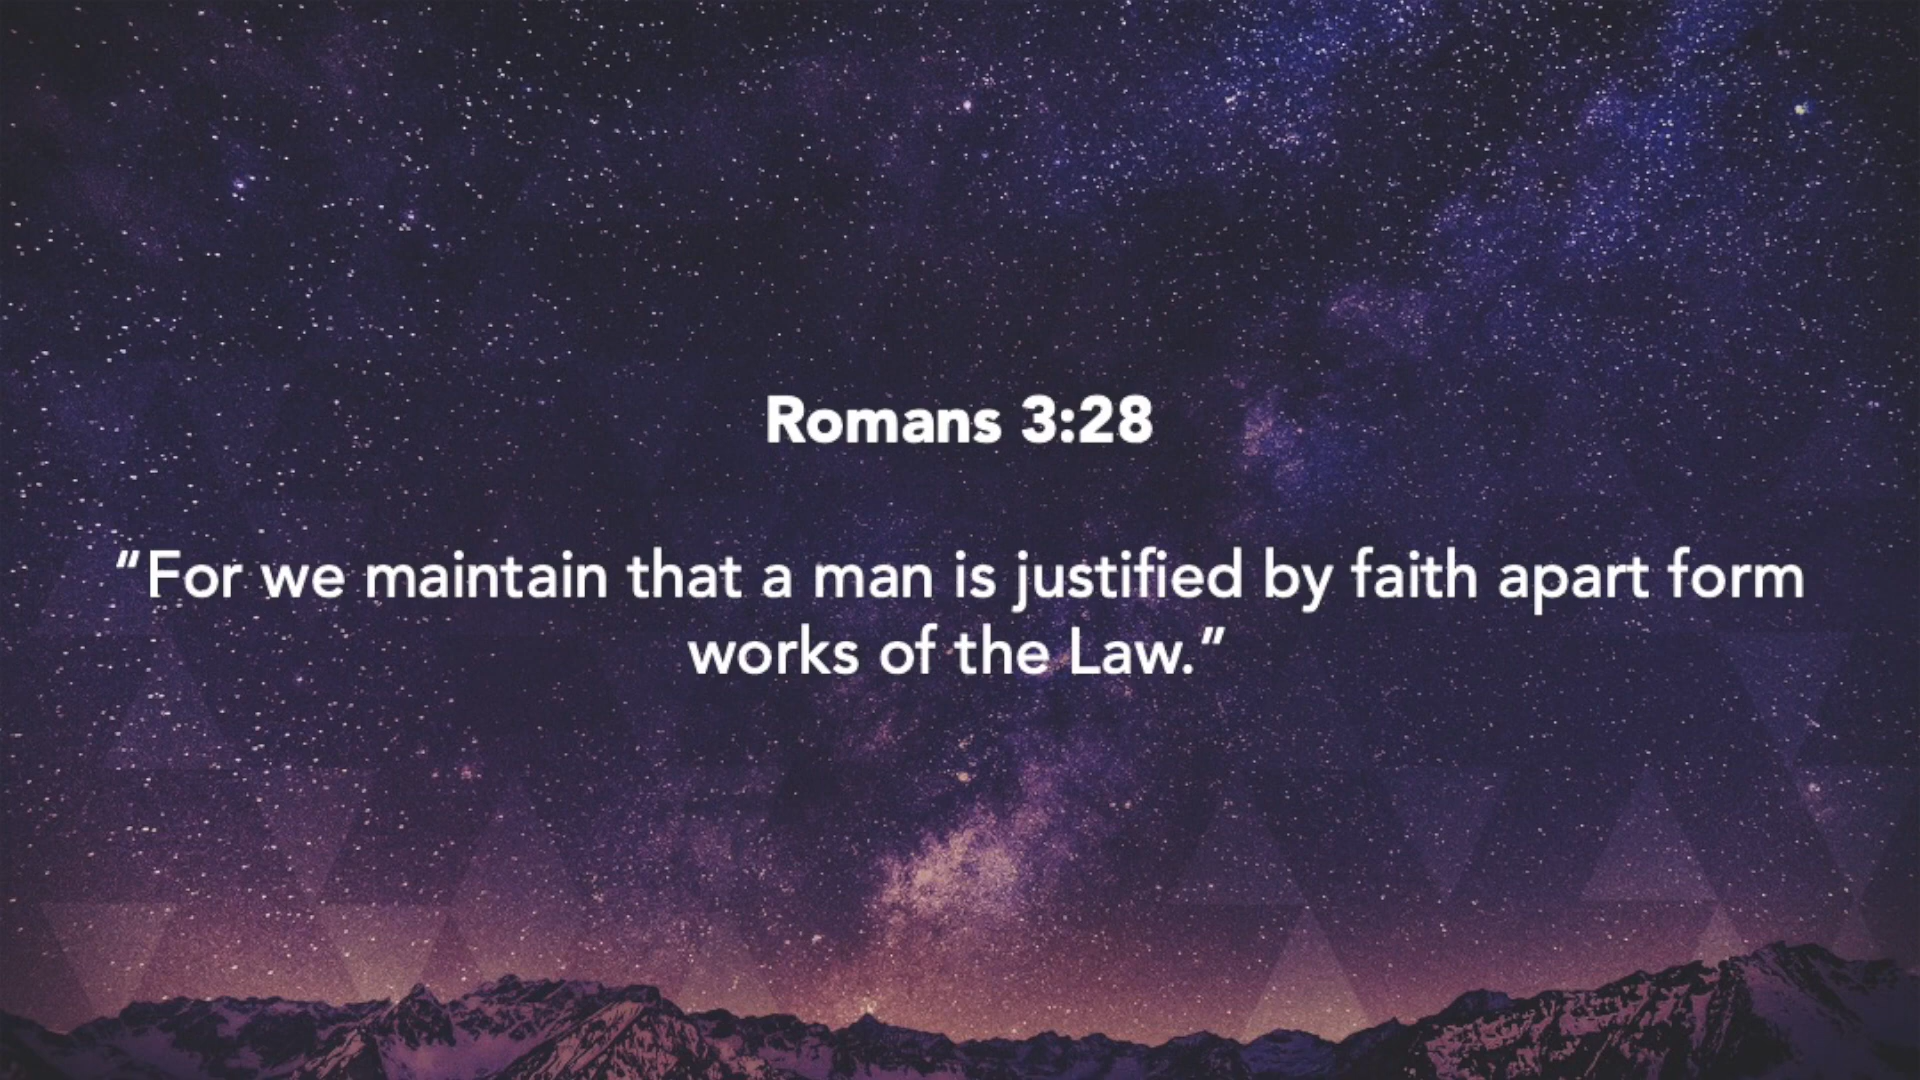 Romans 3:28
“For we maintain that a man is justified by faith apart form
works of the Law.”